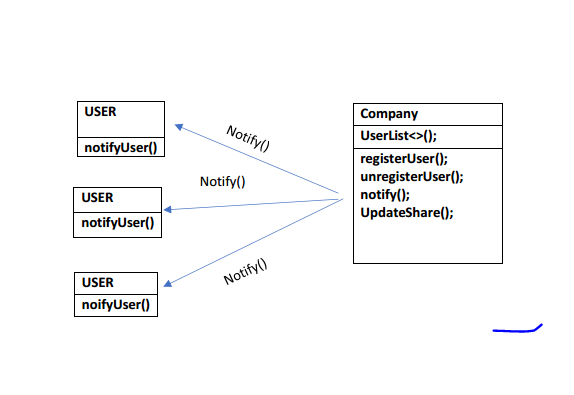 USER
notifyUser()
Notify()
USER
notifyUser()
Notify()
USER
noifyUser()
Notify()
Company
UserList<>();
registerUser();
unregisterUser();
notify();
UpdateShare();